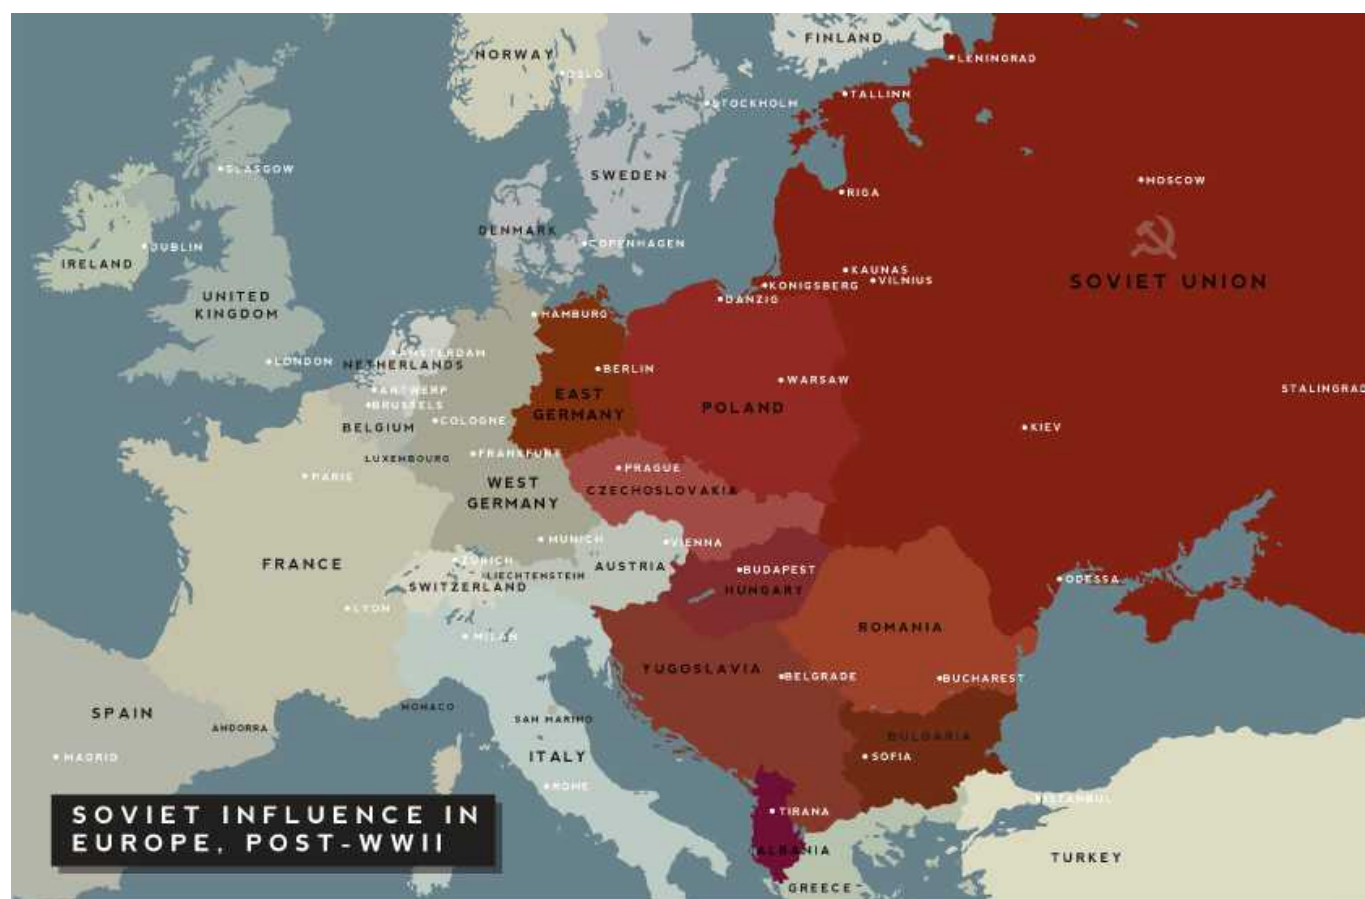 NORWAY
OSLO
FINLAND
LENINGRAD
TALLINN
STOCKHOLM
GLASGOW
SWEDEN
MOSCOW
RIGA
DENMARK
COPENHAGEN
DUBLIN
IRELAND
KAUNAS
VILNIUS
SOVIET UNION
KONIGSBERG
DANZIG
UNITED
KINGDOM
HAMBURG
LONDON
AMSTERDAM
NETHERLANDS
BERLIN
WARSAW
STALINGRAD
ANTWERP
BRUSSELS
EAST
GERMANY
POLAND
COLOGNE
BELGIUM
KIEV
LUXEMBOURG
FRANKFURT
PRAGUE
PARIS
WEST
GERMANY
CZECHOSLOVAKIA
MUNICH
VIENNA
FRANCE
ZURICH
AUSTRIA
BUDAPEST
LIECHTENSTEIN
SWITZERLAND
HUNGARY
ODESSA
LYON
MILAN
ROMANIA
YUGOSLAVIA
BELGRADE
BUCHAREST
SPAIN
MONACO
ANDORRA
SAN MARINO
BULGARIA
MADRID
ITALY
SOFIA
ROME
ISTANBUL
SOVIET INFLUENCE IN
EUROPE, POST-WWII
TIRANA
ALBANIA
TURKEY
GREECE